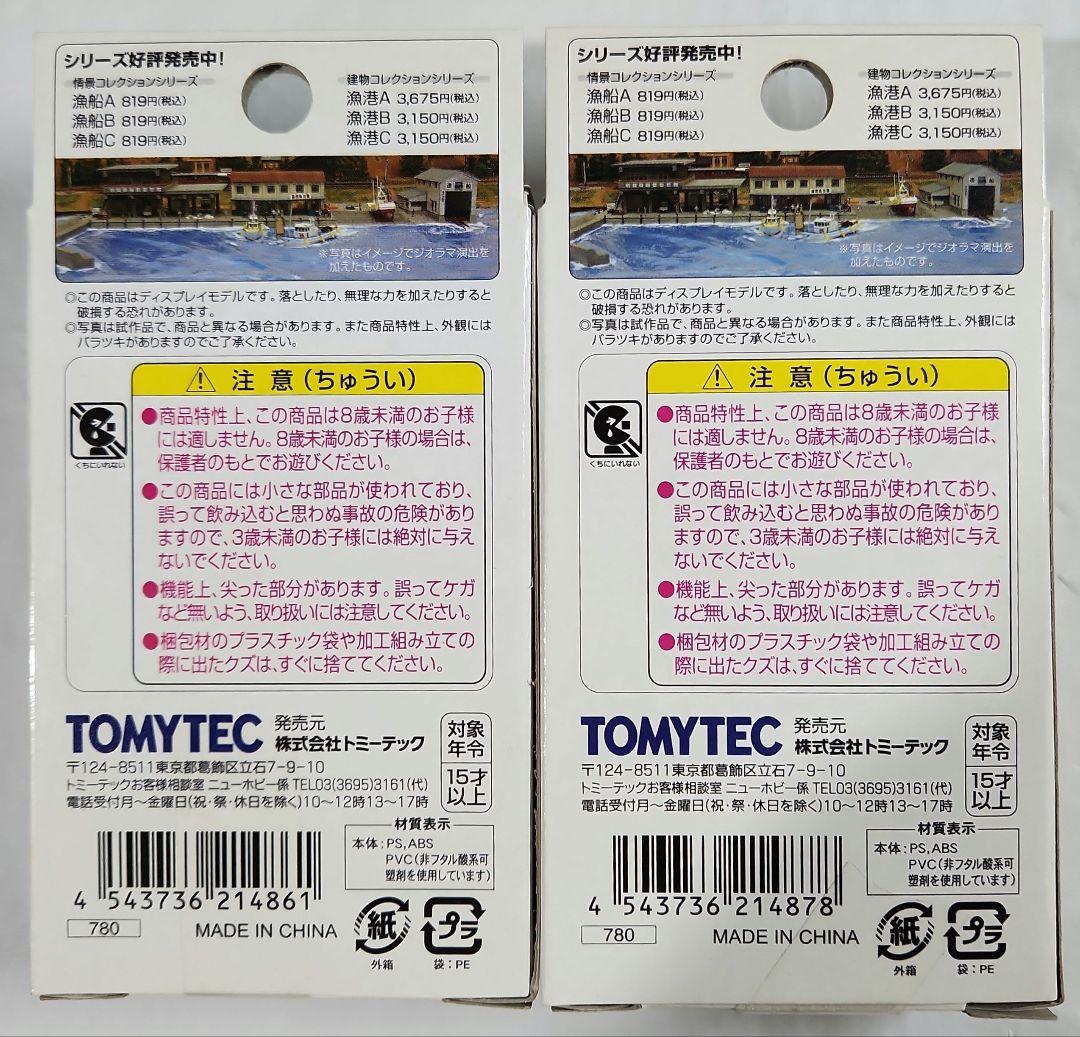 シリーズ好評発売中!
情景コレクションシリーズ
漁船A 819円(税込)
漁船B 819円(税込)
漁船C 819円(税込)
建物コレクションシリーズ
漁港A 3,675円(税込)
漁港B 3,150円(税込)
漁港C 3,150円(税込)
※写真はイメージでジオラマ演出を
加えたものです。
◎この商品はディスプレイモデルです。落としたり、無理な力を加えたりすると
破損する恐れがあります。
◎写真は試作品で、商品と異なる場合があります。また商品特性上、外観には
バラツキがありますのでご了承ください。
注意(ちゅうい)
くちにいれない
●商品特性上、この商品は8歳未満のお子様
には適しません。8歳未満のお子様の場合は、
保護者のもとでお遊びください。
●この商品には小さな部品が使われており、
誤って飲み込むと思わぬ事故の危険があり
ますので、3歳未満のお子様には絶対に与え
ないでください。
●機能上、尖った部分があります。誤ってケガ
など無いよう、取り扱いには注意してください。
●梱包材のプラスチック袋や加工組み立ての
際に出たクズは、すぐに捨ててください。
TOMYTEC 発売元
株式会社トミーテック
〒124-8511東京都葛飾区立石7-9-10
トミーテックお客様相談室 ニューホビー係 TEL03(3695)3161(代)
電話受付月〜金曜日(祝・祭・休日を除く)10〜12時13〜17時
対象
年令
15才
以上
材質表示
本体:PS,ABS
PVC(非フタル酸系可
塑剤を使用しています)
4 543736 214861
780
MADE IN CHINA
紙
外箱
プラ
袋:PE
シリーズ好評発売中!
情景コレクションシリーズ
漁船A 819円(税込)
漁船B 819円(税込)
漁船C 819円(税込)
建物コレクションシリーズ
漁港A 3,675円(税込)
漁港B 3,150円(税込)
漁港C 3,150円(税込)
※写真はイメージでジオラマ演出を
加えたものです。
◎この商品はディスプレイモデルです。落としたり、無理な力を加えたりすると
破損する恐れがあります。
◎写真は試作品で、商品と異なる場合があります。また商品特性上、外観には
バラツキがありますのでご了承ください。
注意(ちゅうい)
くちにいれない
●商品特性上、この商品は8歳未満のお子様
には適しません。8歳未満のお子様の場合は、
保護者のもとでお遊びください。
●この商品には小さな部品が使われており、
誤って飲み込むと思わぬ事故の危険があり
ますので、3歳未満のお子様には絶対に与え
ないでください。
●機能上、尖った部分があります。誤ってケガ
など無いよう、取り扱いには注意してください。
●梱包材のプラスチック袋や加工組み立ての
際に出たクズは、すぐに捨ててください。
TOMYTEC 発売元
株式会社トミーテック
〒124-8511東京都葛飾区立石7-9-10
トミーテックお客様相談室 ニューホビー係 TEL03(3695)3161(代)
電話受付月〜金曜日(祝・祭・休日を除く)10〜12時13〜17時
対象
年令
15才
以上
材質表示
本体:PS,ABS
PVC(非フタル酸系可
塑剤を使用しています)
4 543736 214878
780
MADE IN CHINA
紙
外箱
プラ
袋:PE